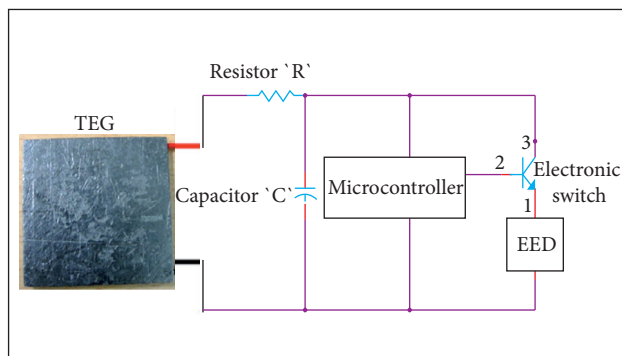 Resistor `R`
TEG
3
2
Electronic
switch
Capacitor `C`
Microcontroller
1
EED